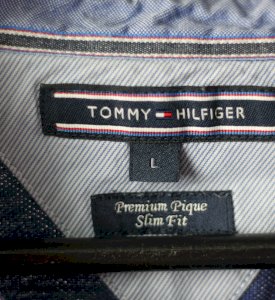 TOMMY HILFIGER
L
Premium Pique
Slim Fit